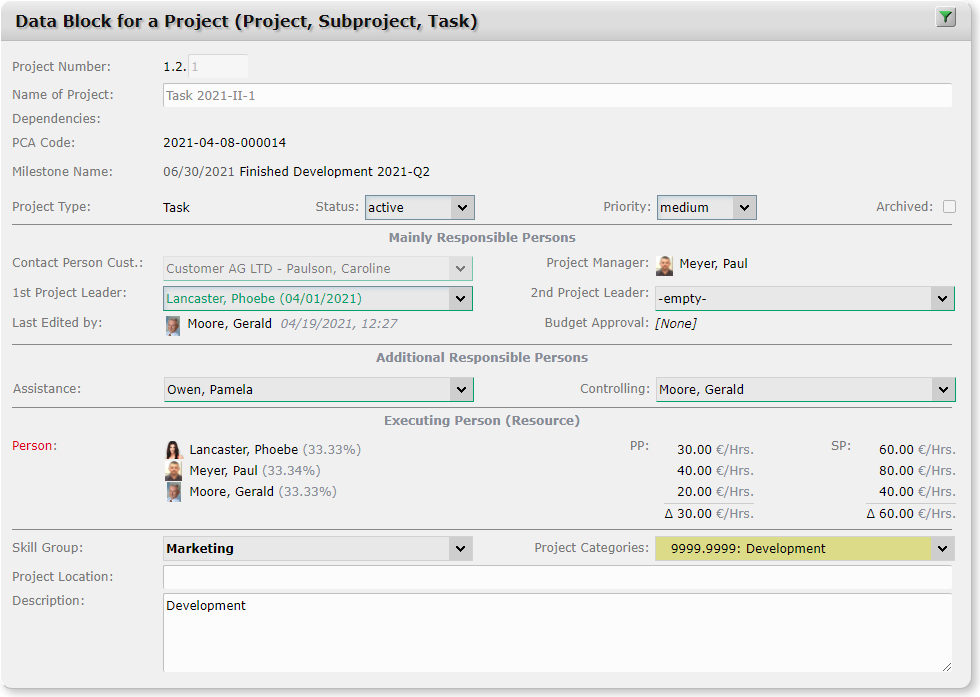 Data Block for a Project (Project, Subproject, Task)
Project Number: 1.2. 1
Name of Project: Task 2021-II-1
Dependencies:
PCA Code: 2021-04-08-000014
Milestone Name: 06/30/2021 Finished Development 2021-Q2
Project Type: Task Status: active Priority: medium Archived:
Mainly Responsible Persons
Contact Person Cust.: Customer AG LTD - Paulson, Caroline Project Manager: Meyer, Paul
1st Project Leader: Lancaster, Phoebe (04/01/2021) 2nd Project Leader: -empty-
Last Edited by: Moore, Gerald 04/19/2021, 12:27 Budget Approval: [None]
Additional Responsible Persons
Assistance: Owen, Pamela Controlling: Moore, Gerald
Executing Person (Resource)
Person: Lancaster, Phoebe (33.33%) PP: 30.00 €/Hrs. SP: 60.00 €/Hrs.
Meyer, Paul (33.34%) 40.00 €/Hrs. 80.00 €/Hrs.
Moore, Gerald (33.33%) 20.00 €/Hrs. 40.00 €/Hrs.
Δ 30.00 €/Hrs. Δ 60.00 €/Hrs.
Skill Group: Marketing Project Categories: 9999.9999: Development
Project Location:
Description: Development